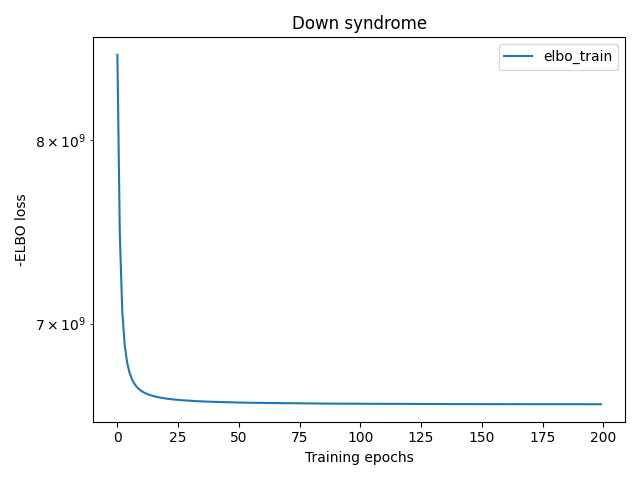 Down syndrome
elbo_train
8 × 10⁹
7 × 10⁹
-ELBO loss
0 25 50 75 100 125 150 175 200
Training epochs